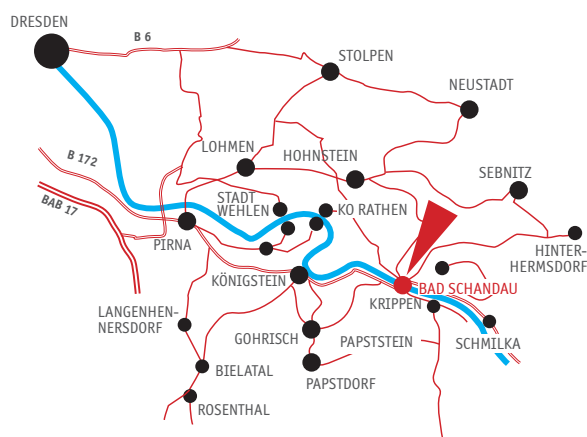 DRESDEN
B 6
STOLPEN
NEUSTADT
B 172
LOHMEN
HOHNSTEIN
SEBNITZ
BAB 17
STADT
WEHLEN
KO RATHEN
PIRNA
HINTER-
HERMSDORF
KÖNIGSTEIN
BAD SCHANDAU
KRIPPEN
LANGENHEN-
NERSDORF
GOHRISCH
PAPSTSTEIN
SCHMILKA
BIELATAL
PAPSTDORF
ROSENTHAL